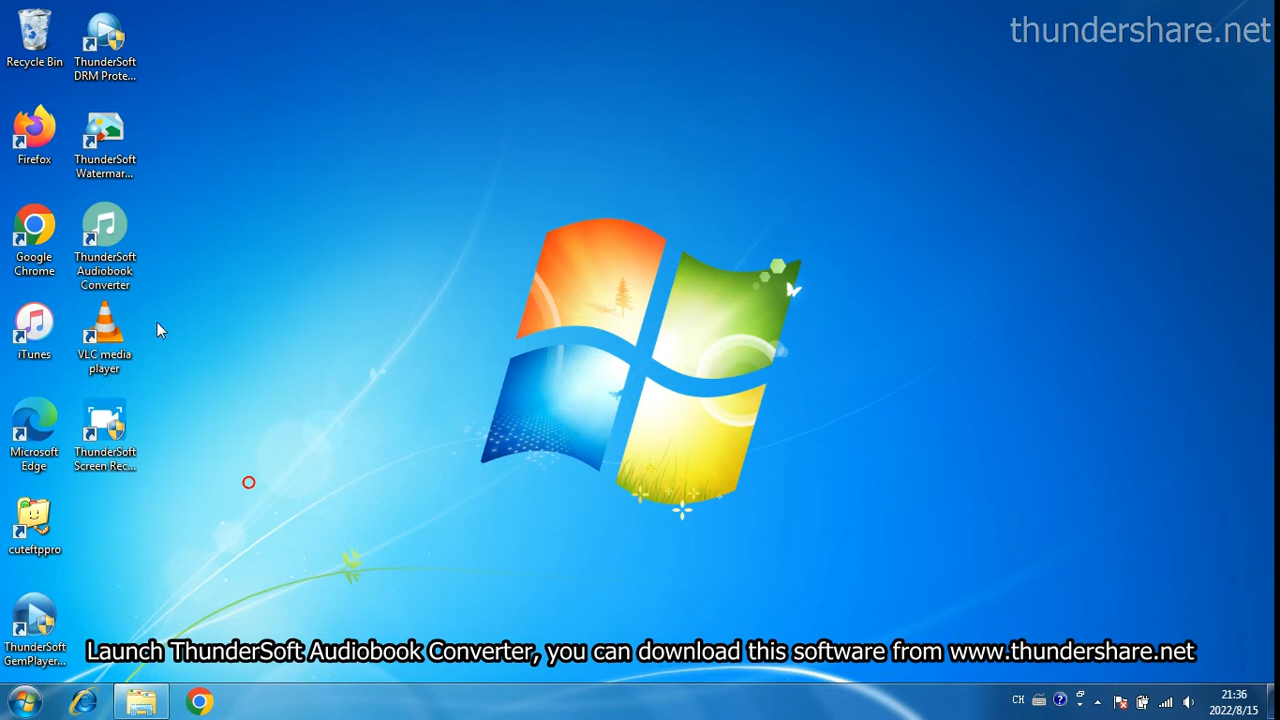 thundershare.net
Recycle Bin
ThunderSoft
DRM Prote...
Firefox
ThunderSoft
Watermar...
Google
Chrome
ThunderSoft
Audiobook
Converter
iTunes
VLC media
player
Microsoft
Edge
ThunderSoft
Screen Rec...
cuteftppro
ThunderSoft
GemPlayer...
Launch ThunderSoft Audiobook Converter, you can download this software from www.thundershare.net
CH
21:36
2022/8/15